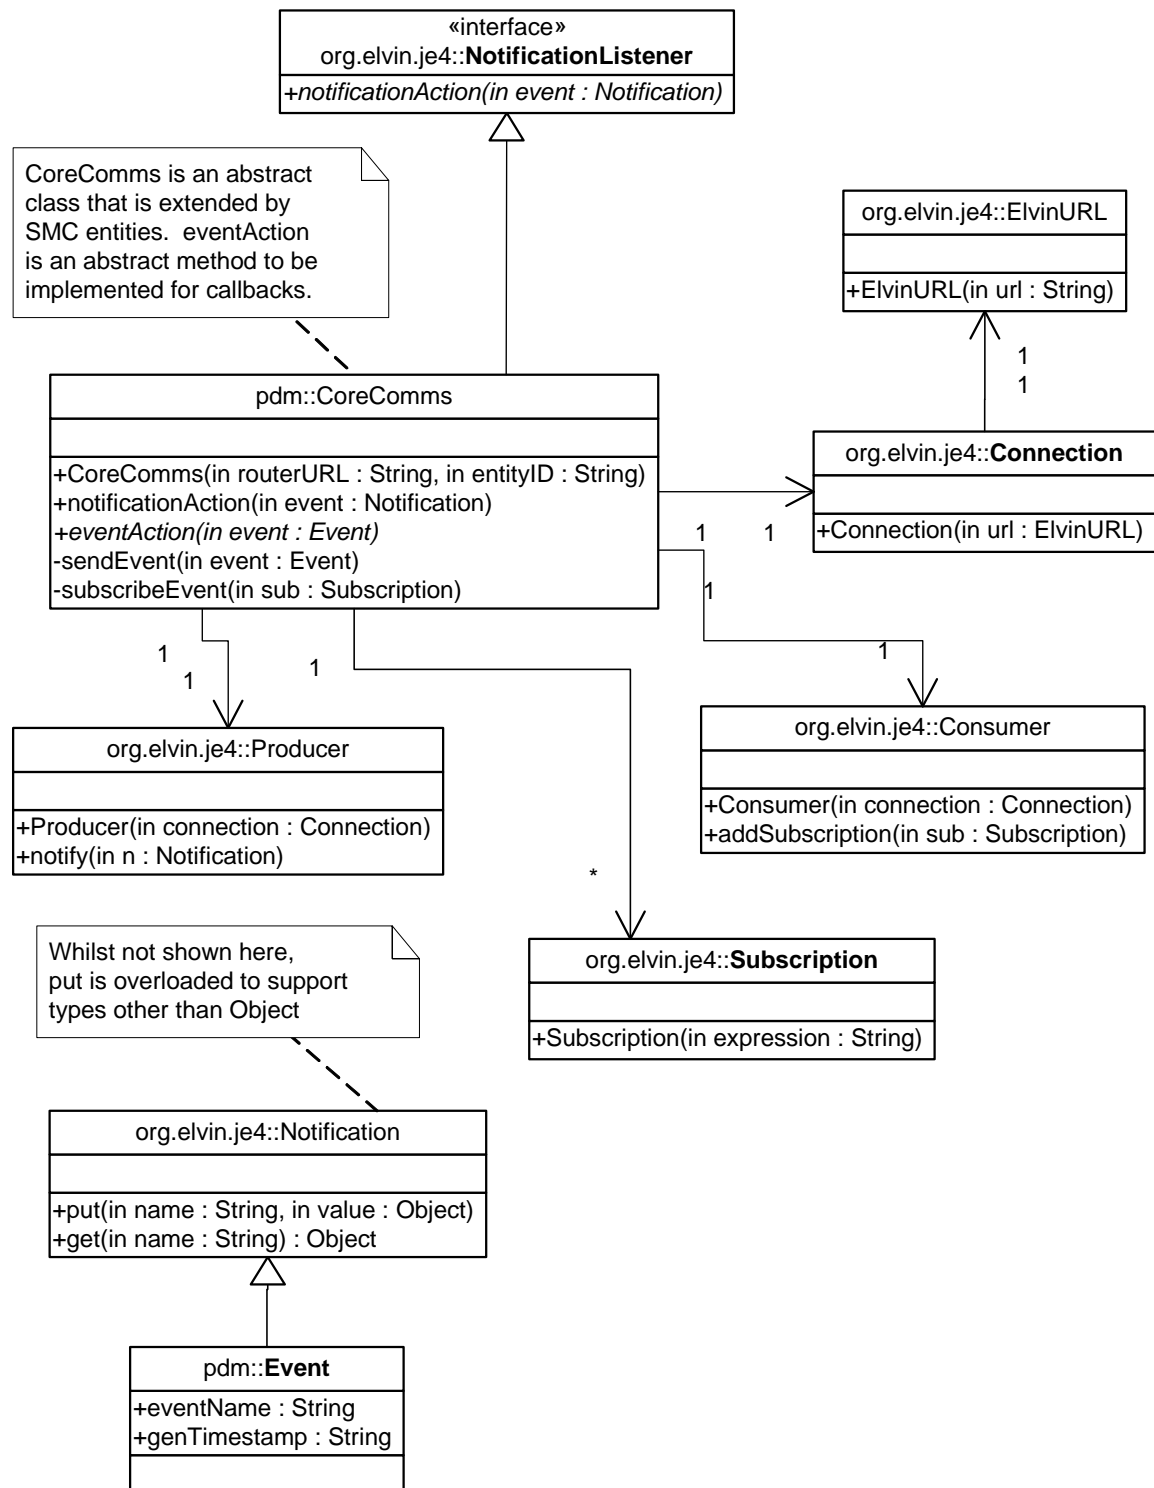 «interface»
org.elvin.je4::NotificationListener
+notificationAction(in event : Notification)
CoreComms is an abstract
class that is extended by
SMC entities.  eventAction
is an abstract method to be
implemented for callbacks.
org.elvin.je4::ElvinURL
+ElvinURL(in url : String)
1
1
pdm::CoreComms
+CoreComms(in routerURL : String, in entityID : String)
+notificationAction(in event : Notification)
+eventAction(in event : Event)
-sendEvent(in event : Event)
-subscribeEvent(in sub : Subscription)
org.elvin.je4::Connection
+Connection(in url : ElvinURL)
1
1
1
1
1
1
1
*
org.elvin.je4::Producer
+Producer(in connection : Connection)
+notify(in n : Notification)
org.elvin.je4::Consumer
+Consumer(in connection : Connection)
+addSubscription(in sub : Subscription)
Whilst not shown here,
put is overloaded to support
types other than Object
org.elvin.je4::Subscription
+Subscription(in expression : String)
org.elvin.je4::Notification
+put(in name : String, in value : Object)
+get(in name : String) : Object
pdm::Event
+eventName : String
+genTimestamp : String